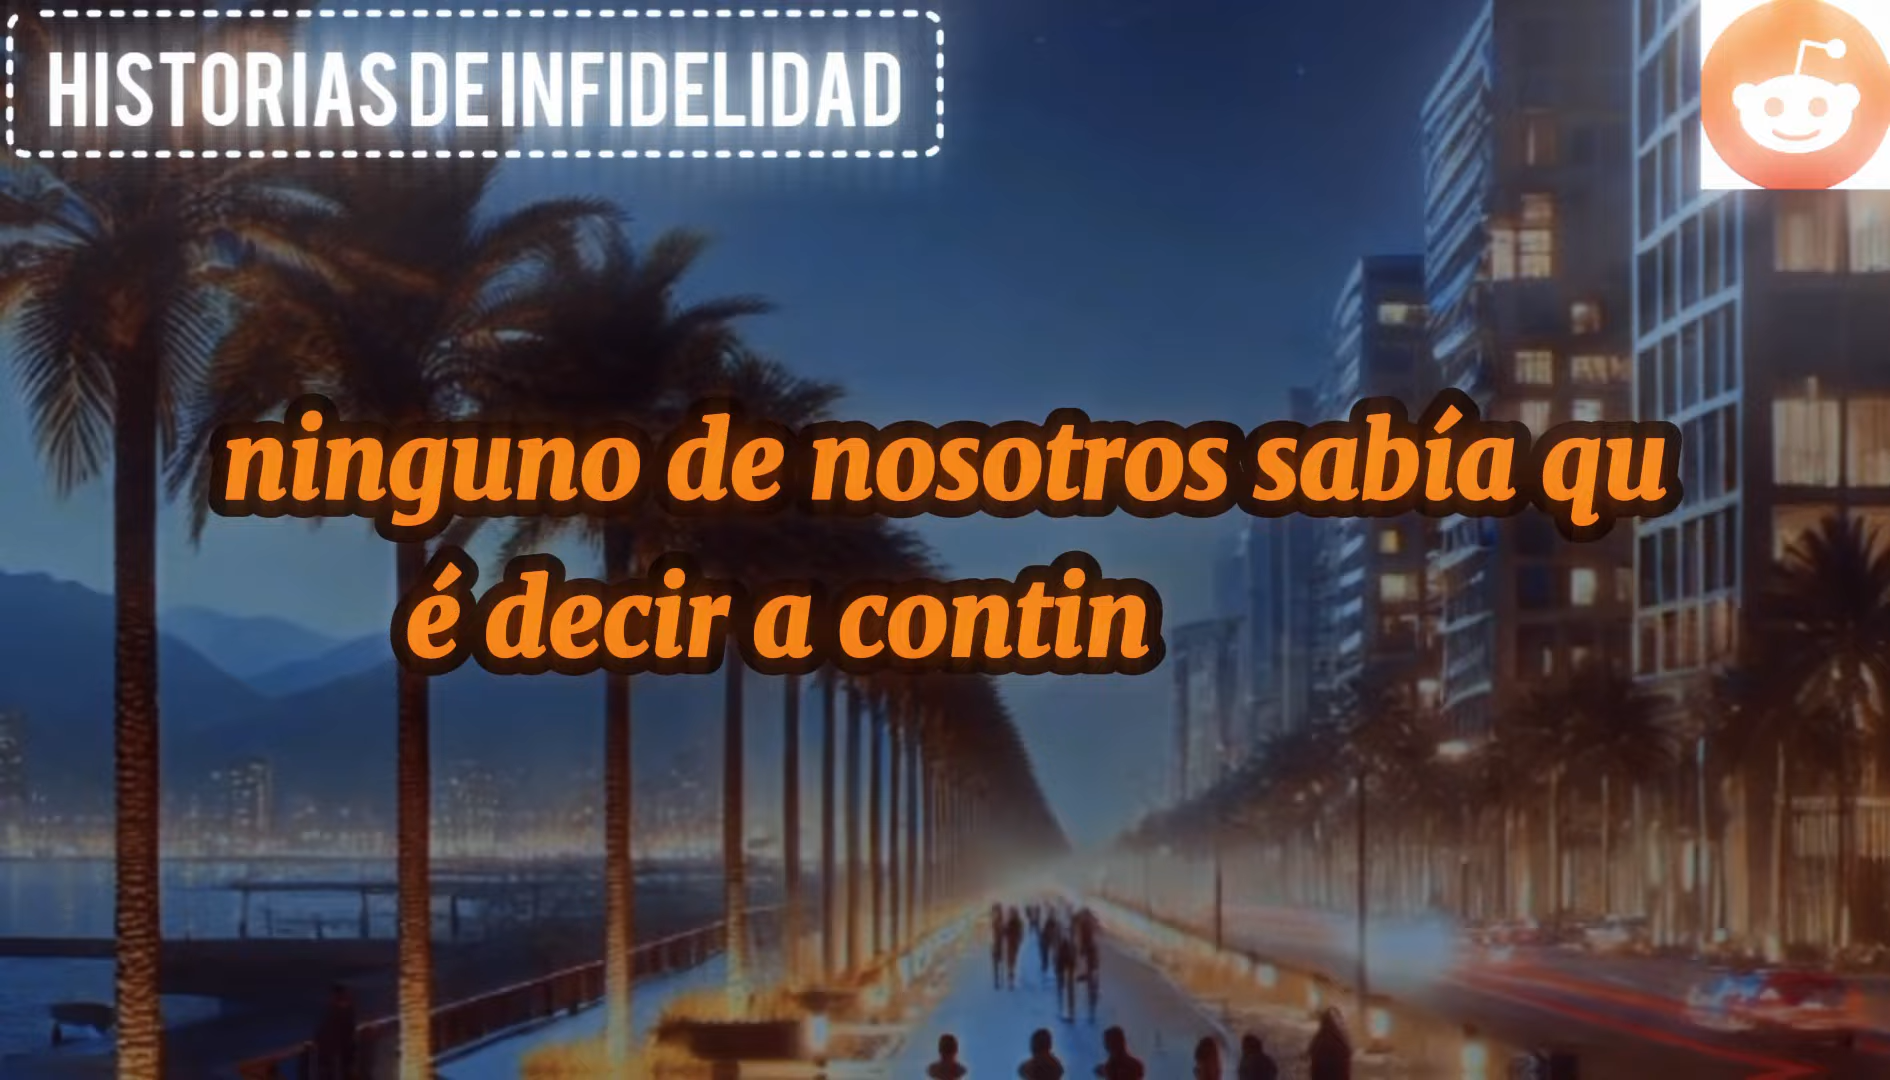 HISTORIAS DE INFIDELIDAD
ninguno de nosotros sabía qu
é decir a contin